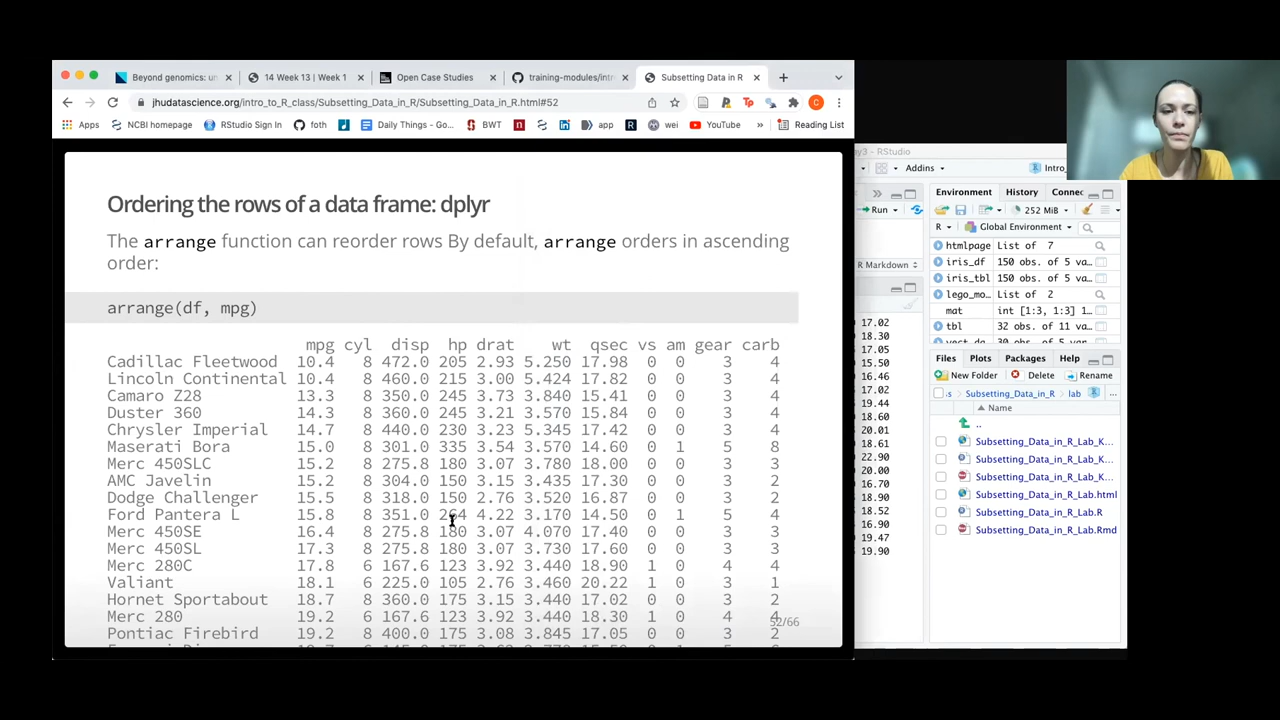 Beyond genomics: un
14 Week 13 | Week 1
Open Case Studies
training-modules/intr
Subsetting Data in R
jhudatascience.org/intro_to_R_class/Subsetting_Data_in_R/Subsetting_Data_in_R.html#52
Apps NCBI homepage RStudio Sign In foth Daily Things - Go... BWT app wei YouTube » Reading List
Ordering the rows of a data frame: dplyr
The arrange function can reorder rows By default, arrange orders in ascending
order:
arrange(df, mpg)
mpg cyl disp hp drat wt qsec vs am gear carb
Cadillac Fleetwood 10.4 8 472.0 205 2.93 5.250 17.98 0 0 3 4
Lincoln Continental 10.4 8 460.0 215 3.00 5.424 17.82 0 0 3 4
Camaro Z28 13.3 8 350.0 245 3.73 3.840 15.41 0 0 3 4
Duster 360 14.3 8 360.0 245 3.21 3.570 15.84 0 0 3 4
Chrysler Imperial 14.7 8 440.0 230 3.23 5.345 17.42 0 0 3 4
Maserati Bora 15.0 8 301.0 335 3.54 3.570 14.60 0 1 5 8
Merc 450SLC 15.2 8 275.8 180 3.07 3.780 18.00 0 0 3 3
AMC Javelin 15.2 8 304.0 150 3.15 3.435 17.30 0 0 3 2
Dodge Challenger 15.5 8 318.0 150 2.76 3.520 16.87 0 0 3 2
Ford Pantera L 15.8 8 351.0 264 4.22 3.170 14.50 0 1 5 4
Merc 450SE 16.4 8 275.8 180 3.07 4.070 17.40 0 0 3 3
Merc 450SL 17.3 8 275.8 180 3.07 3.730 17.60 0 0 3 3
Merc 280C 17.8 6 167.6 123 3.92 3.440 18.90 1 0 4 4
Valiant 18.1 6 225.0 105 2.76 3.460 20.22 1 0 3 1
Hornet Sportabout 18.7 8 360.0 175 3.15 3.440 17.02 0 0 3 2
Merc 280 19.2 6 167.6 123 3.92 3.440 18.30 1 0 4 4
52/66
Pontiac Firebird 19.2 8 400.0 175 3.08 3.845 17.05 0 0 3 2
RStudio
Addins
Intro_
Run
R Markdown
17.02
18.30
17.05
15.50
16.46
17.02
19.44
18.60
20.01
18.61
22.90
20.00
16.70
18.90
18.52
16.90
19.47
19.90
Environment History Connec
252 MiB
R Global Environment
htmlpage List of 7
iris_df 150 obs. of 5 va...
iris_tbl 150 obs. of 5 va...
lego_mo... List of 2
mat int [1:3, 1:3] 1...
tbl 32 obs. of 11 va...
Files Plots Packages Help
New Folder Delete Rename
Subsetting_Data_in_R lab ...
Name
..
Subsetting_Data_in_R_Lab_K...
Subsetting_Data_in_R_Lab_K...
Subsetting_Data_in_R_Lab_K...
Subsetting_Data_in_R_Lab.html
Subsetting_Data_in_R_Lab.R
Subsetting_Data_in_R_Lab.Rmd